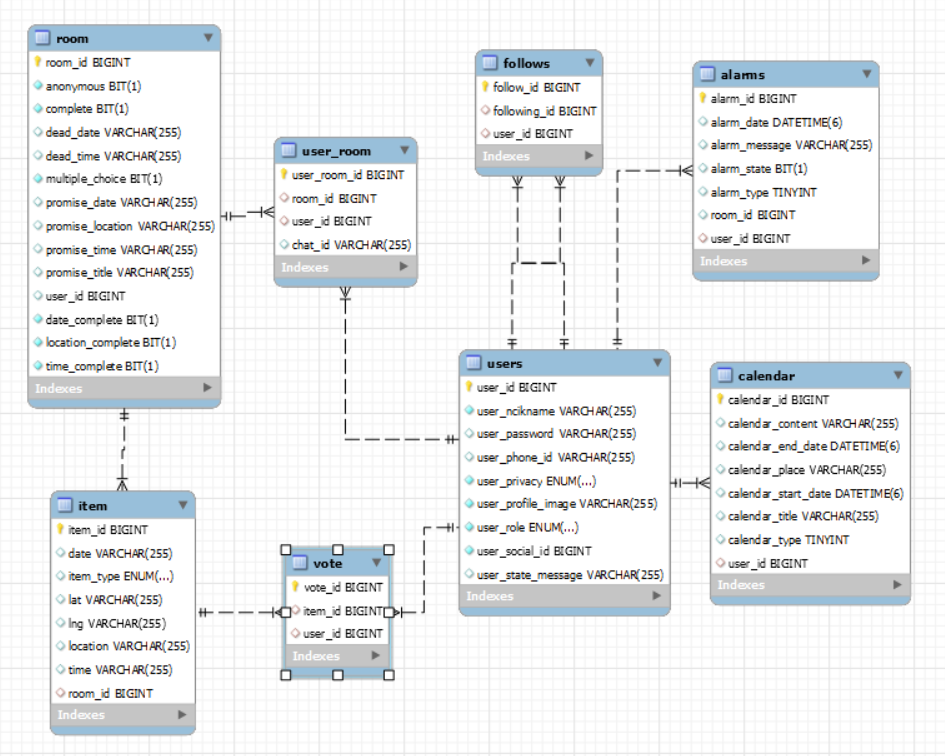 room
room_id BIGINT
anonymous BIT(1)
complete BIT(1)
dead_date VARCHAR(255)
dead_time VARCHAR(255)
multiple_choice BIT(1)
promise_date VARCHAR(255)
promise_location VARCHAR(255)
promise_time VARCHAR(255)
promise_title VARCHAR(255)
user_id BIGINT
date_complete BIT(1)
location_complete BIT(1)
time_complete BIT(1)
Indexes
user_room
user_room_id BIGINT
room_id BIGINT
user_id BIGINT
chat_id VARCHAR(255)
Indexes
follows
follow_id BIGINT
following_id BIGINT
user_id BIGINT
Indexes
alarms
alarm_id BIGINT
alarm_date DATETIME(6)
alarm_message VARCHAR(255)
alarm_state BIT(1)
alarm_type TINYINT
room_id BIGINT
user_id BIGINT
Indexes
users
user_id BIGINT
user_ncikname VARCHAR(255)
user_password VARCHAR(255)
user_phone_id VARCHAR(255)
user_privacy ENUM(...)
user_profile_image VARCHAR(255)
user_role ENUM(...)
user_social_id BIGINT
user_state_message VARCHAR(255)
Indexes
calendar
calendar_id BIGINT
calendar_content VARCHAR(255)
calendar_end_date DATETIME(6)
calendar_place VARCHAR(255)
calendar_start_date DATETIME(6)
calendar_title VARCHAR(255)
calendar_type TINYINT
user_id BIGINT
Indexes
item
item_id BIGINT
date VARCHAR(255)
item_type ENUM(...)
lat VARCHAR(255)
lng VARCHAR(255)
location VARCHAR(255)
time VARCHAR(255)
room_id BIGINT
Indexes
vote
vote_id BIGINT
item_id BIGINT
user_id BIGINT
Indexes